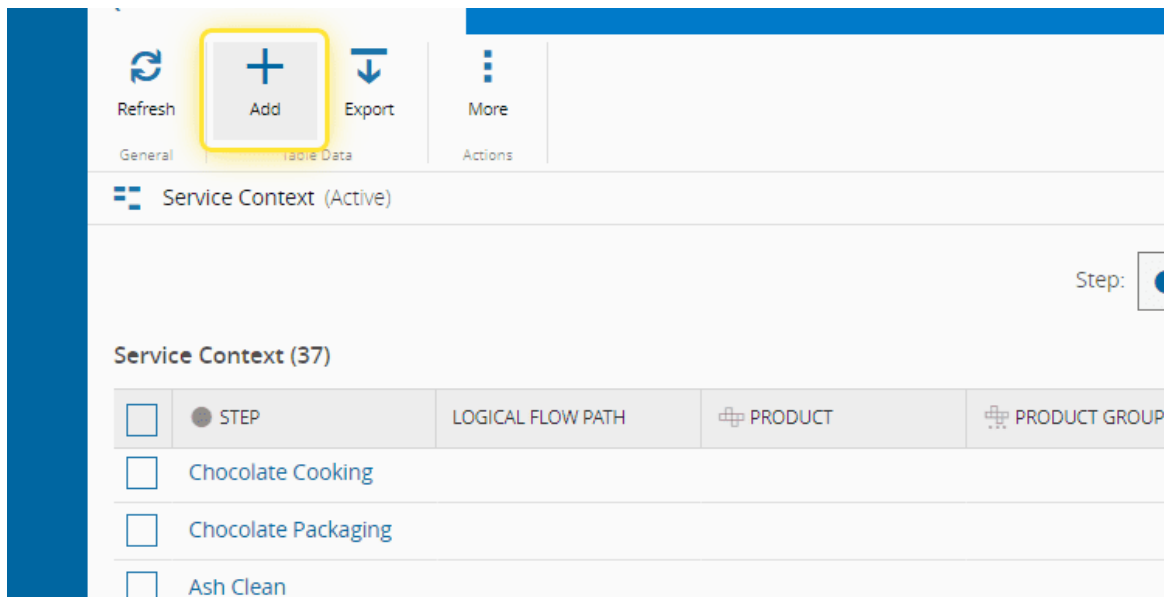 Refresh
Add
Export
More
General
Table Data
Actions
Service Context (Active)
Step:
Service Context (37)
STEP
LOGICAL FLOW PATH
PRODUCT
PRODUCT GROUP
Chocolate Cooking
Chocolate Packaging
Ash Clean